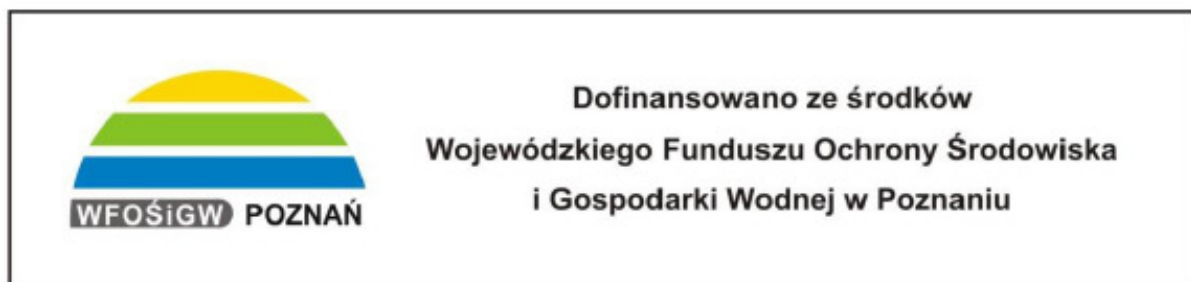 Dofinansowano ze środków
Wojewódzkiego Funduszu Ochrony Środowiska
i Gospodarki Wodnej w Poznaniu
WFOŚiGW POZNAŃ